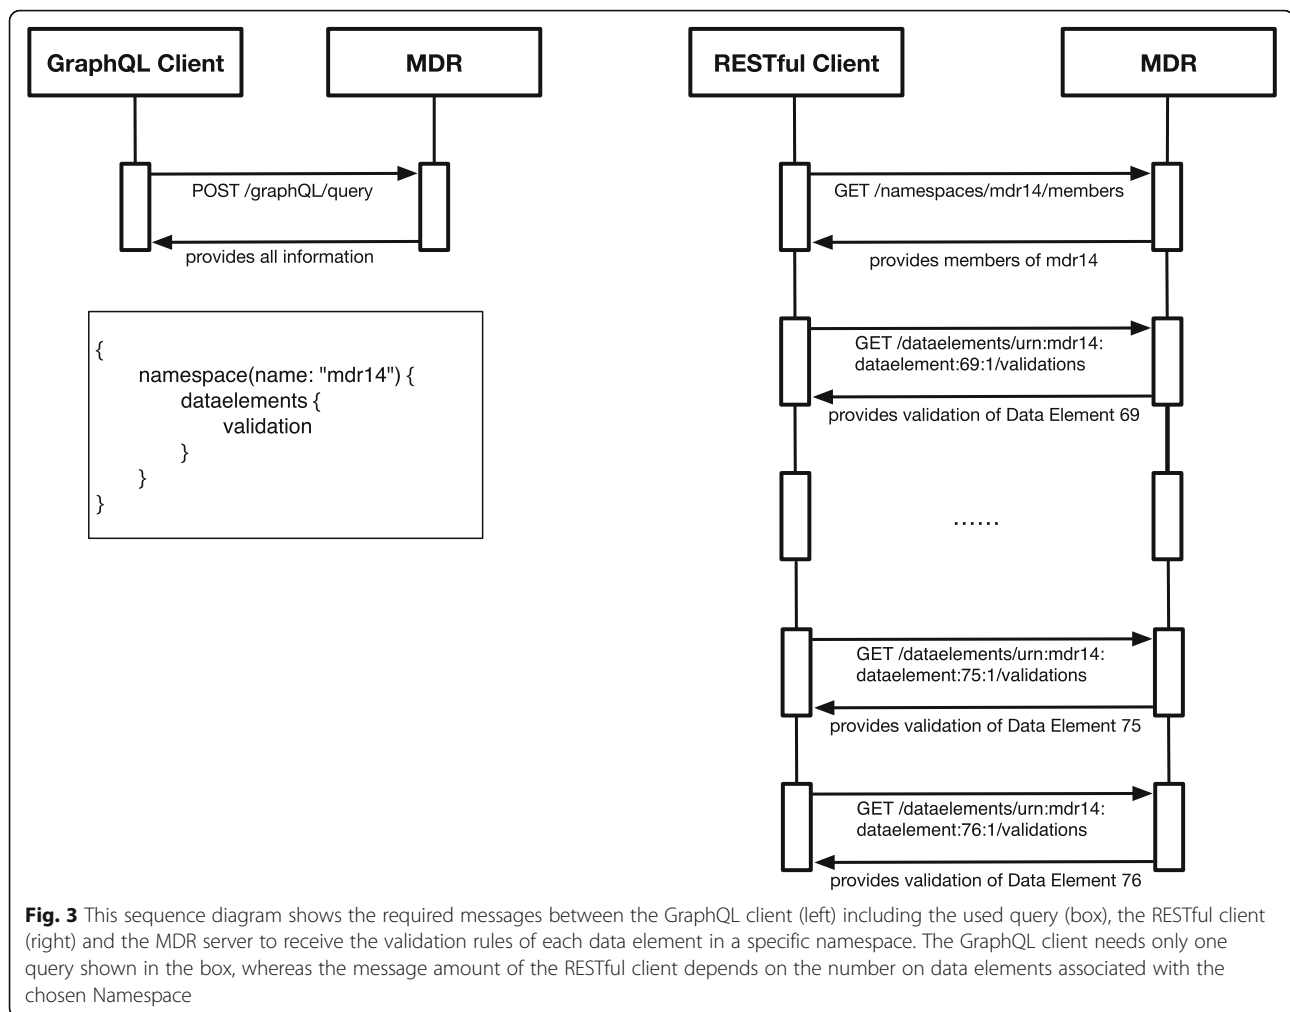 GraphQL Client
MDR
POST /graphQL/query
provides all information
{
namespace(name: "mdr14") {
dataelements {
validation
}
}
}
RESTful Client
MDR
GET /namespaces/mdr14/members
provides members of mdr14
GET /dataelements/urn:mdr14:
dataelement:69:1/validations
provides validation of Data Element 69
......
GET /dataelements/urn:mdr14:
dataelement:75:1/validations
provides validation of Data Element 75
GET /dataelements/urn:mdr14:
dataelement:76:1/validations
provides validation of Data Element 76
Fig. 3 This sequence diagram shows the required messages between the GraphQL client (left) including the used query (box), the RESTful client
(right) and the MDR server to receive the validation rules of each data element in a specific namespace. The GraphQL client needs only one
query shown in the box, whereas the message amount of the RESTful client depends on the number on data elements associated with the
chosen Namespace